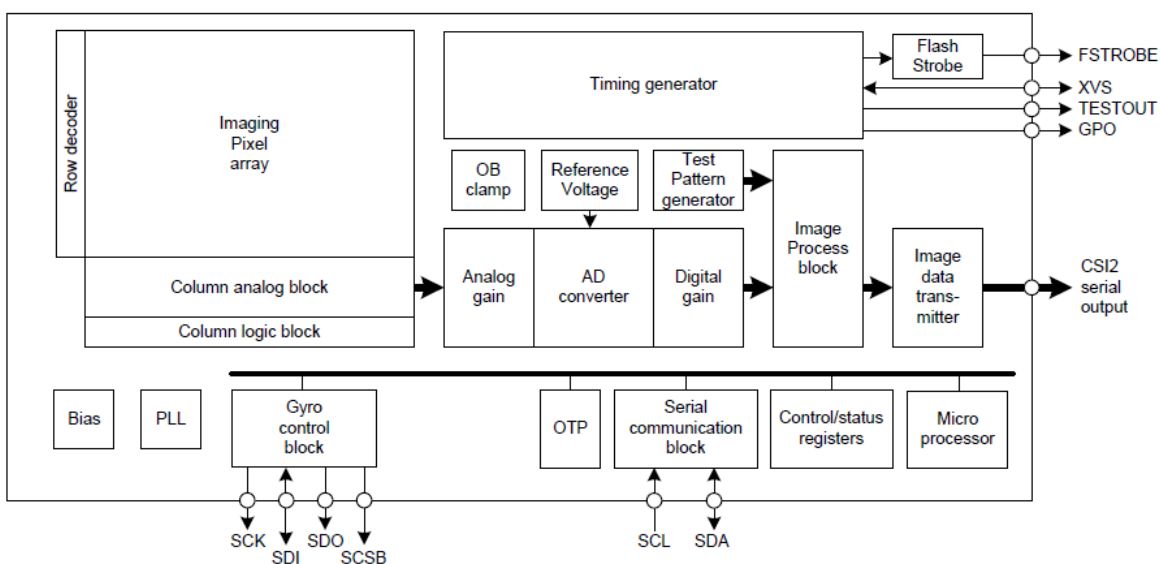 Row decoder
Imaging
Pixel
array
Column analog block
Column logic block
Timing generator
Flash
Strobe
FSTROBE
XVS
TESTOUT
GPO
OB
clamp
Reference
Voltage
Test
Pattern
generator
Analog
gain
AD
converter
Digital
gain
Image
Process
block
Image
data
trans-
mitter
CSI2
serial
output
Bias
PLL
Gyro
control
block
OTP
Serial
communication
block
Control/status
registers
Micro
processor
SCK
SDI
SDO
SCSB
SCL
SDA